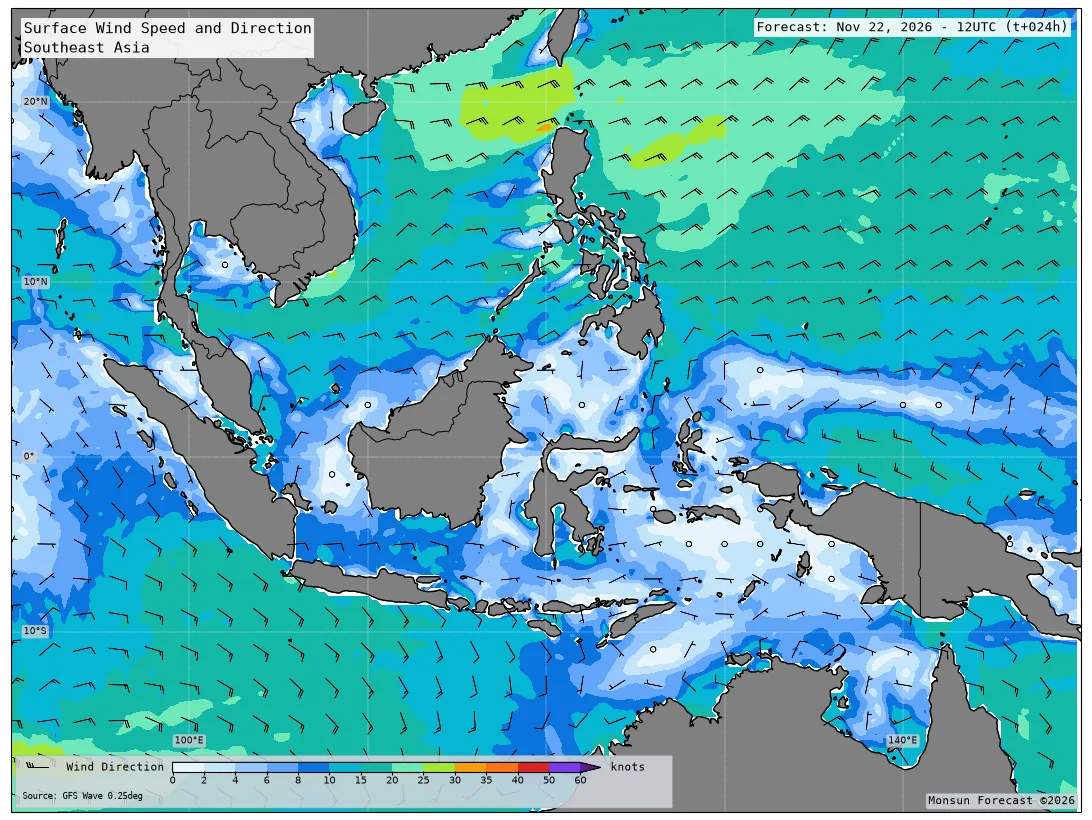 Surface Wind Speed and Direction
Southeast Asia
Forecast: Nov 22, 2026 - 12UTC (t+024h)
20°N
10°N
0°
10°S
100°E
140°E
Wind Direction
0 2 4 6 8 10 15 20 25 30 35 40 50 60
knots
Source: GFS Wave 0.25deg
Monsun Forecast ©2026